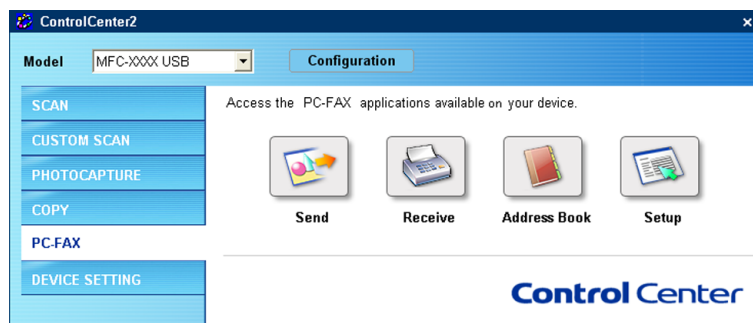 ControlCenter2
Model MFC-XXXX USB Configuration
SCAN
CUSTOM SCAN
PHOTOCAPTURE
COPY
PC-FAX
DEVICE SETTING
Access the PC-FAX applications available on your device.
Send Receive Address Book Setup
Control Center